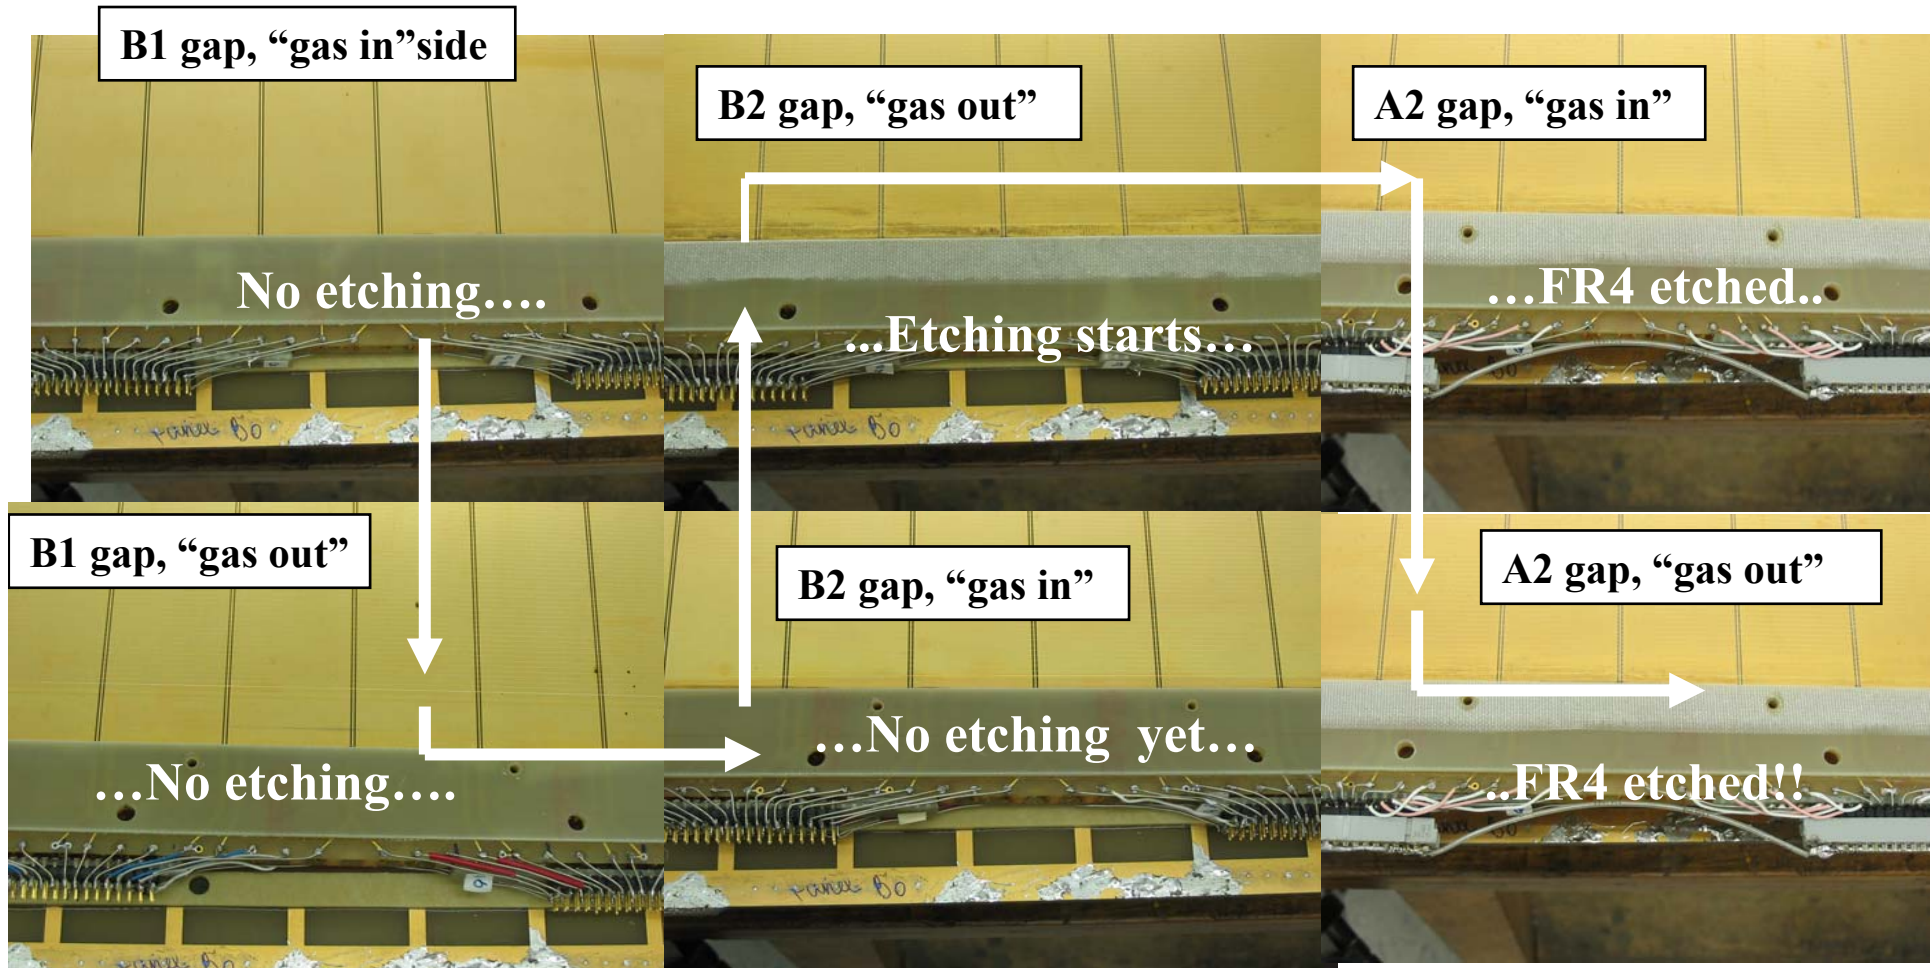 B1 gap, “gas in”side
No etching….
B1 gap, “gas out”
…No etching….
B2 gap, “gas out”
...Etching starts…
B2 gap, “gas in”
…No etching yet…
A2 gap, “gas in”
…FR4 etched..
A2 gap, “gas out”
..FR4 etched!!